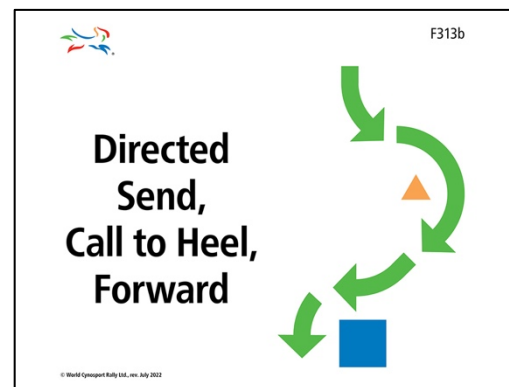 F313b
Directed
Send,
Call to Heel,
Forward
© World Cynosport Rally Ltd., rev. July 2022